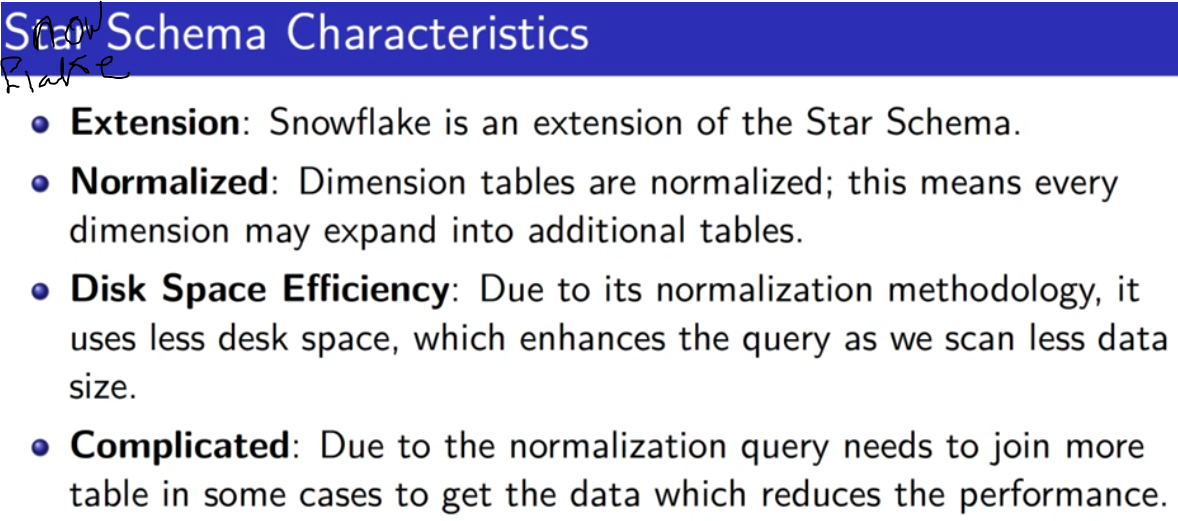 Star Schema Characteristics
now
flake
Extension: Snowflake is an extension of the Star Schema.
Normalized: Dimension tables are normalized; this means every
dimension may expand into additional tables.
Disk Space Efficiency: Due to its normalization methodology, it
uses less desk space, which enhances the query as we scan less data
size.
Complicated: Due to the normalization query needs to join more
table in some cases to get the data which reduces the performance.